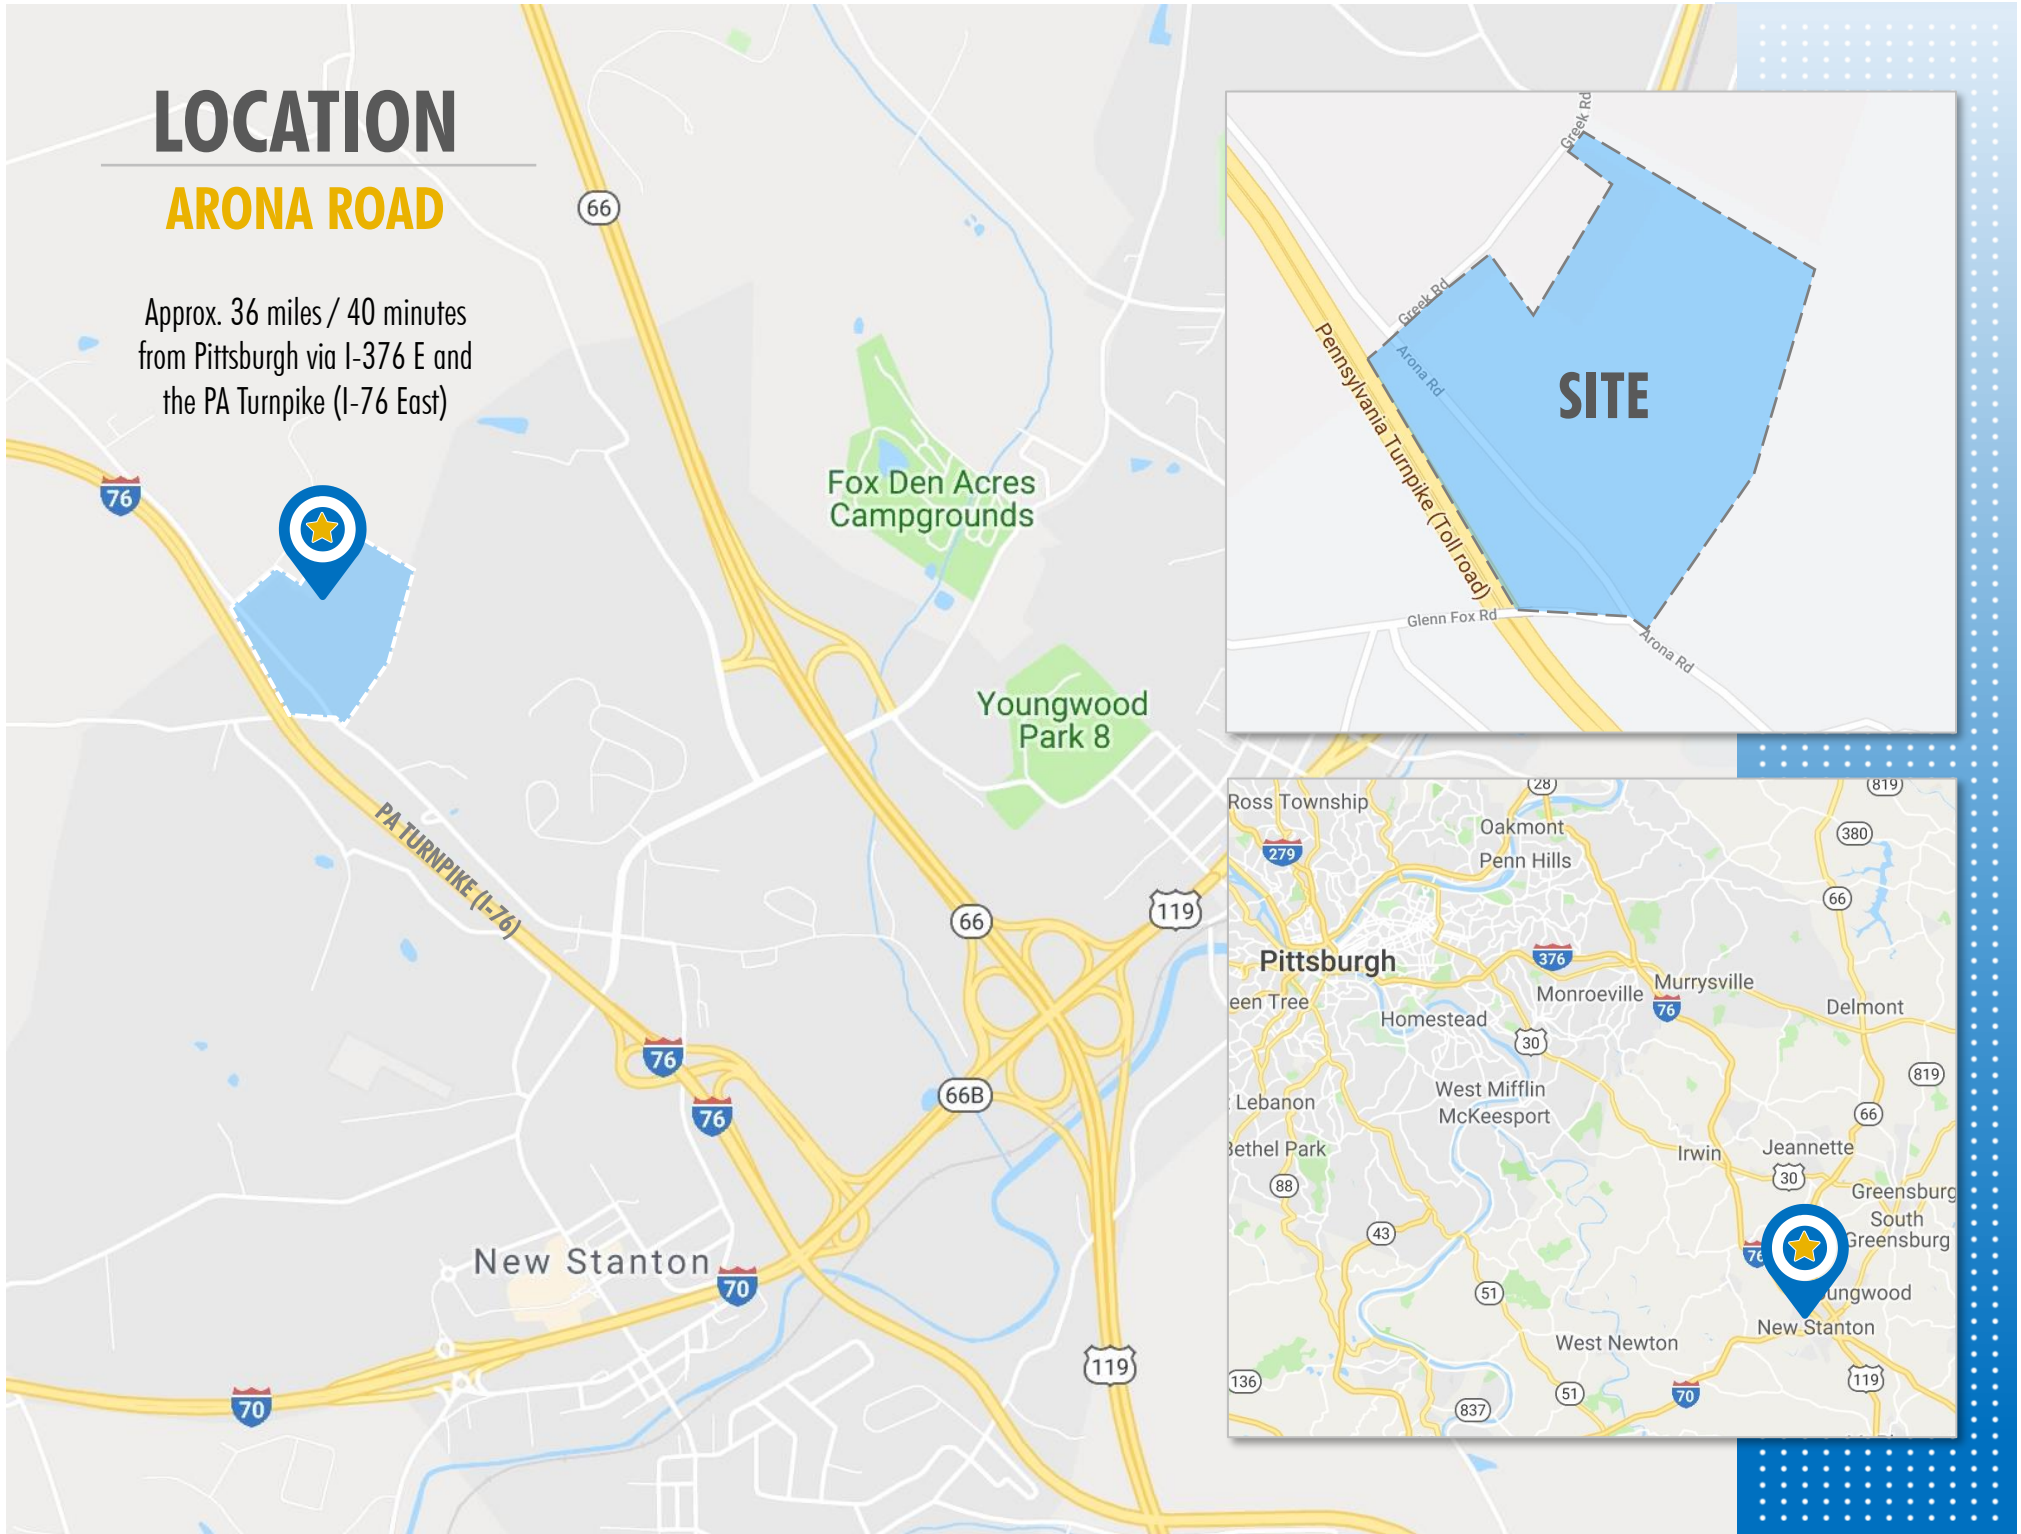 LOCATION
ARONA ROAD
Approx. 36 miles / 40 minutes
from Pittsburgh via I-376 E and
the PA Turnpike (I-76 East)
66
76
Fox Den Acres
Campgrounds
Youngwood
Park 8
PA TURNPIKE (I-76)
66
119
76
66B
76
New Stanton
70
119
70
Greek Rd
Greek Rd
Arona Rd
SITE
Pennsylvania Turnpike (Toll road)
Glenn Fox Rd
Arona Rd
28
819
Ross Township
Oakmont
380
279
Penn Hills
66
Pittsburgh
376
Murrysville
Monroeville
een Tree
76
Delmont
Homestead
30
819
West Mifflin
Lebanon
McKeesport
66
Bethel Park
Irwin
Jeannette
30
88
Greensburg
South
Greensburg
43
76
51
ungwood
New Stanton
West Newton
136
119
51
70
837